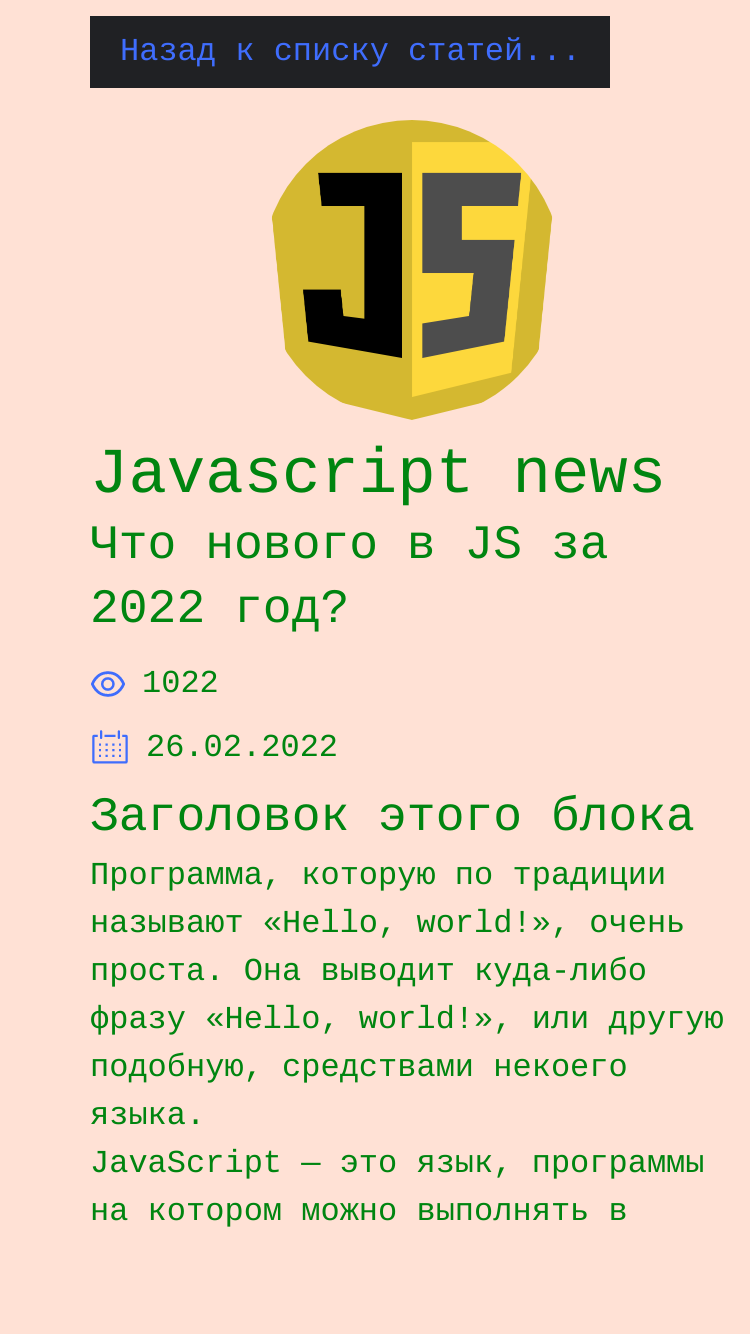 Назад к списку статей...
JS
Javascript news
Что нового в JS за
2022 год?
1022
26.02.2022
Заголовок этого блока
Программа, которую по традиции
называют «Hello, world!», очень
проста. Она выводит куда-либо
фразу «Hello, world!», или другую
подобную, средствами некоего
языка.
JavaScript — это язык, программы
на котором можно выполнять в